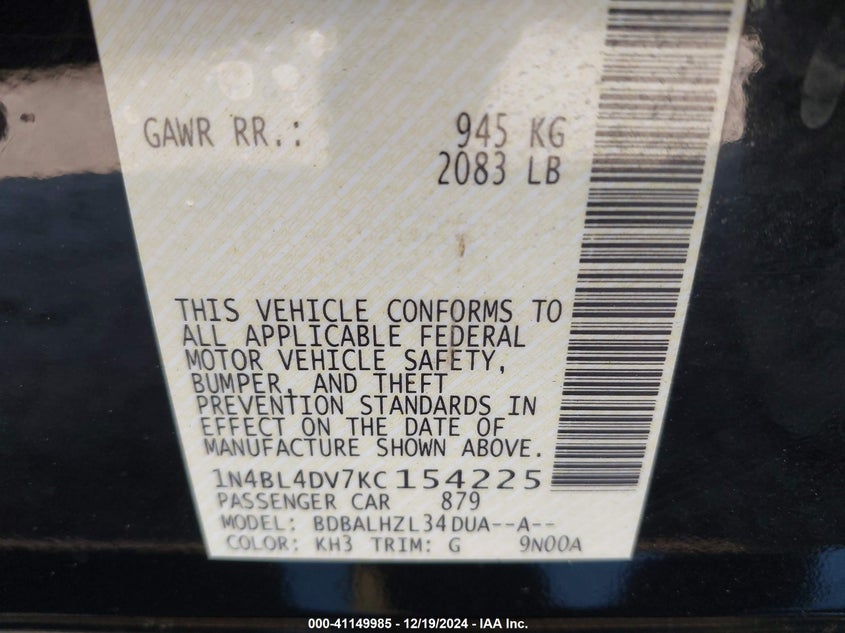 GAWR RR.: 945 KG
2083 LB
THIS VEHICLE CONFORMS TO
ALL APPLICABLE FEDERAL
MOTOR VEHICLE SAFETY,
BUMPER, AND THEFT
PREVENTION STANDARDS IN
EFFECT ON THE DATE OF
MANUFACTURE SHOWN ABOVE.
1N4BL4DV7KC154225
PASSENGER CAR 879
MODEL: BDBALHZL34DUA--A--
COLOR: KH3 TRIM: G 9N00A
000-41149985 - 12/19/2024 - IAA Inc.